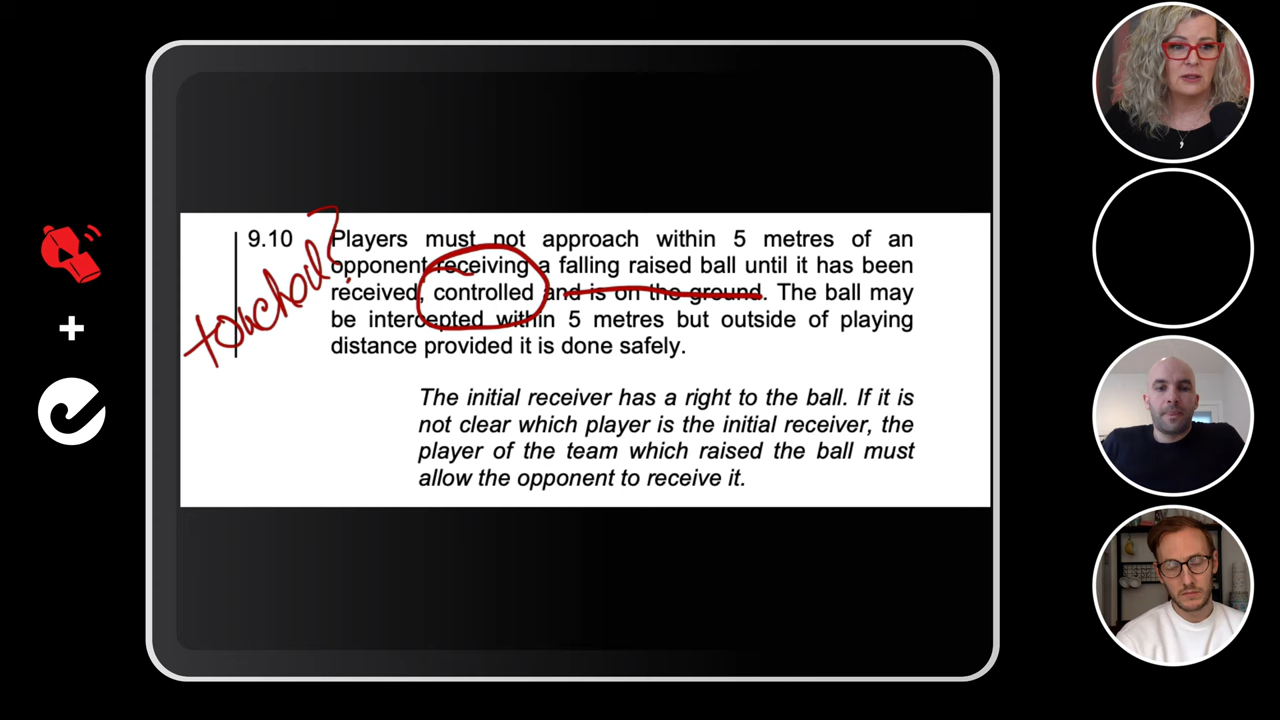 9.10 Players must not approach within 5 metres of an
opponent receiving a falling raised ball until it has been
received, controlled and is on the ground. The ball may
be intercepted within 5 metres but outside of playing
distance provided it is done safely.
The initial receiver has a right to the ball. If it is
not clear which player is the initial receiver, the
player of the team which raised the ball must
allow the opponent to receive it.
touched?
+